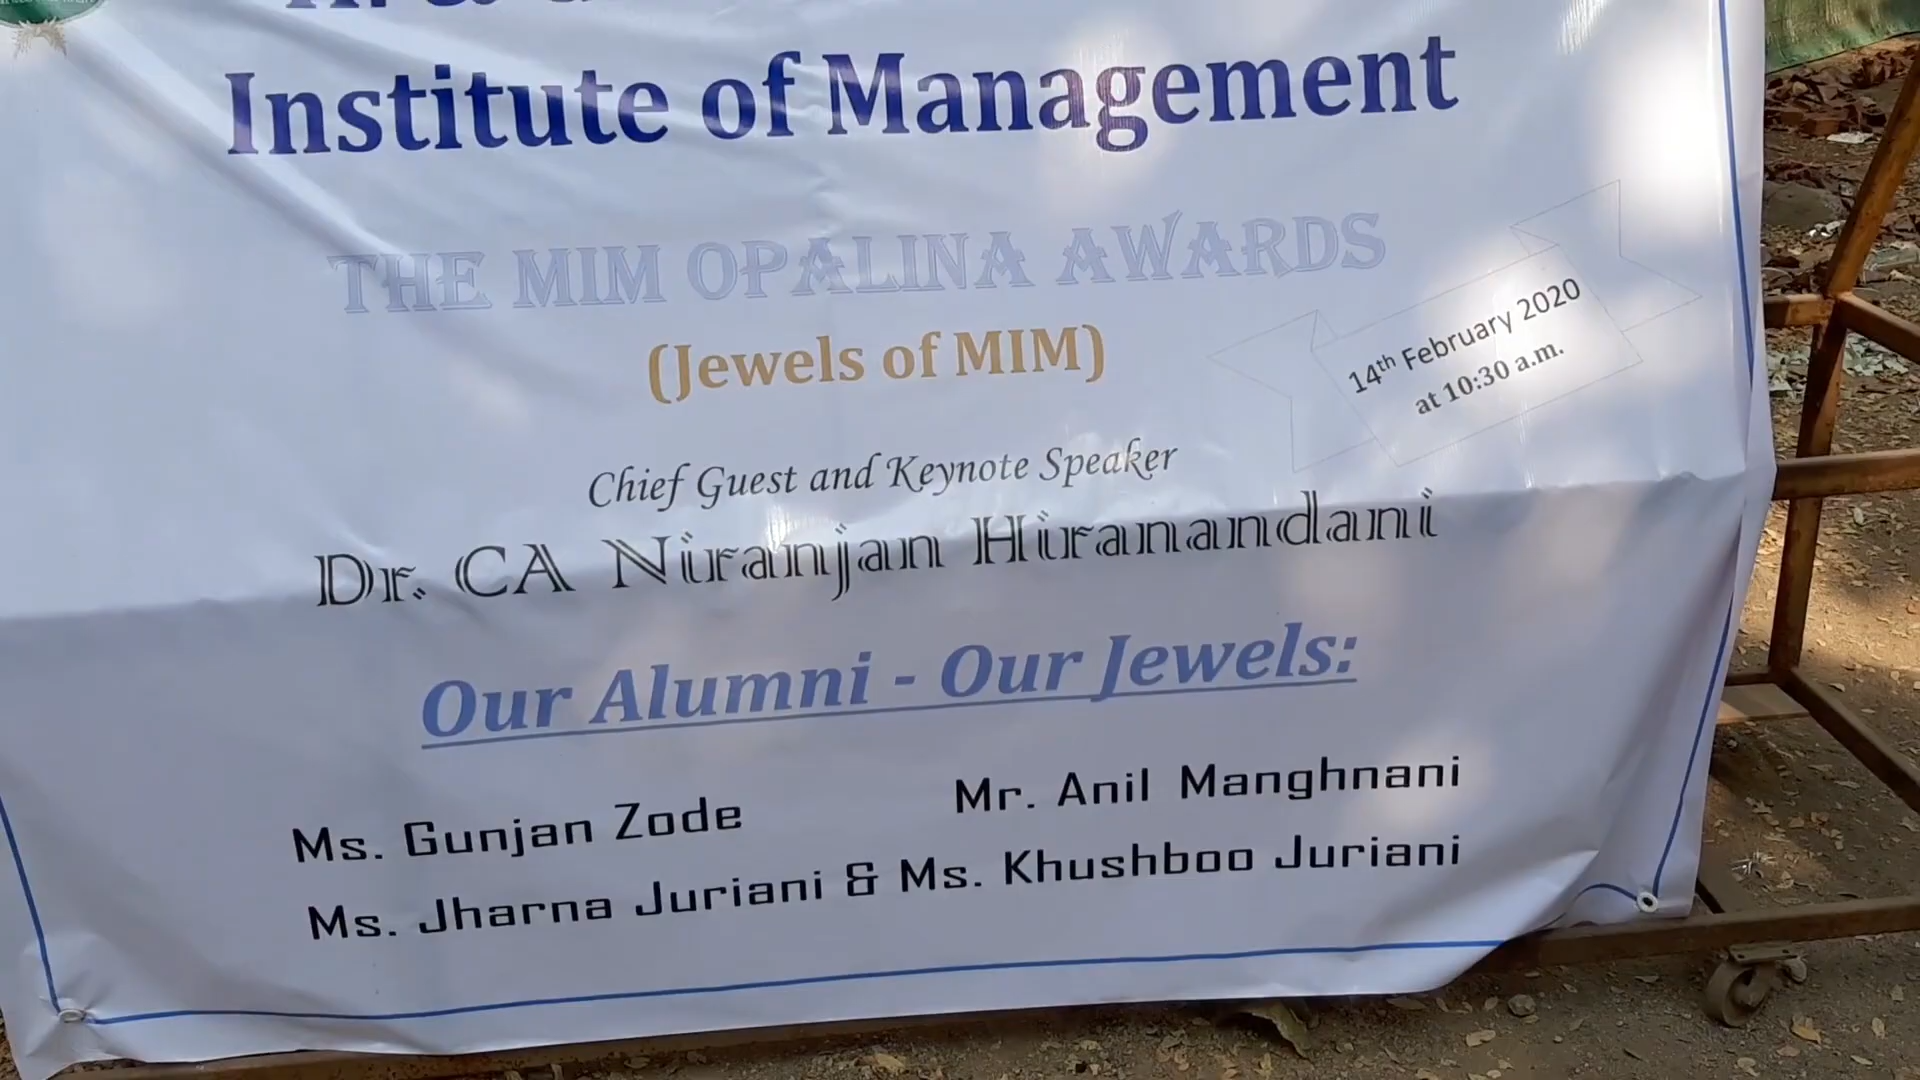 Institute of Management
THE MIM OPALINA AWARDS
(Jewels of MIM)
14th February 2020
at 10:30 a.m.
Chief Guest and Keynote Speaker
Dr. CA Niranjan Hiranandani
Our Alumni - Our Jewels:
Ms. Gunjan Zode Mr. Anil Manghnani
Ms. Jharna Juriani & Ms. Khushboo Juriani